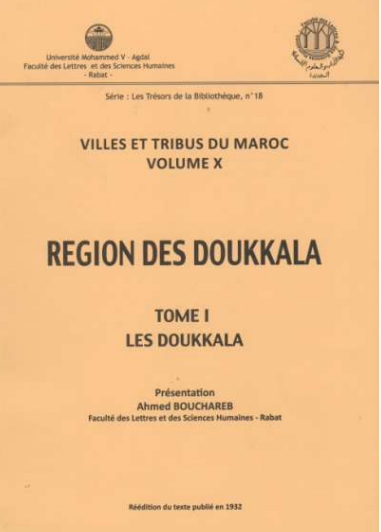 Université Mohammed V - Agdal
Faculté des Lettres et des Sciences Humaines
- Rabat -
Série : Les Trésors de la Bibliothèque, n°18
VILLES ET TRIBUS DU MAROC
VOLUME X
REGION DES DOUKKALA
TOME I
LES DOUKKALA
Présentation
Ahmed BOUCHAREB
Faculté des Lettres et des Sciences Humaines - Rabat
Réédition du texte publié en 1932